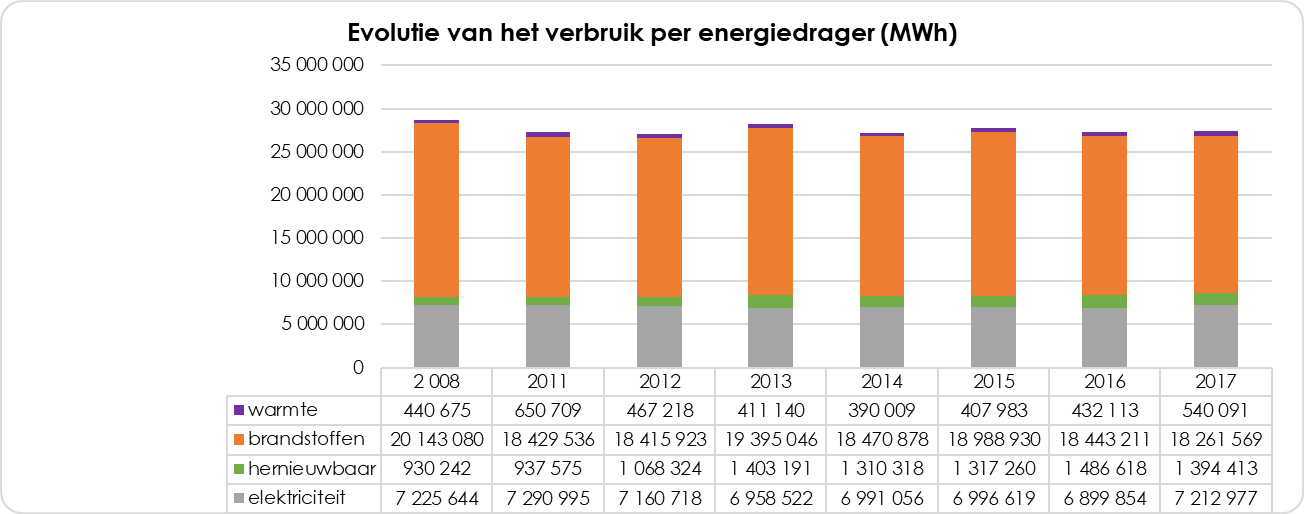 Evolutie van het verbruik per energiedrager (MWh)
35 000 000
30 000 000
25 000 000
20 000 000
15 000 000
10 000 000
5 000 000
0
2 008 2011 2012 2013 2014 2015 2016 2017
warmte 440 675 650 709 467 218 411 140 390 009 407 983 432 113 540 091
brandstoffen 20 143 080 18 429 536 18 415 923 19 395 046 18 470 878 18 988 930 18 443 211 18 261 569
hernieuwbaar 930 242 937 575 1 068 324 1 403 191 1 310 318 1 317 260 1 486 618 1 394 413
elektriciteit 7 225 644 7 290 995 7 160 718 6 958 522 6 991 056 6 996 619 6 899 854 7 212 977